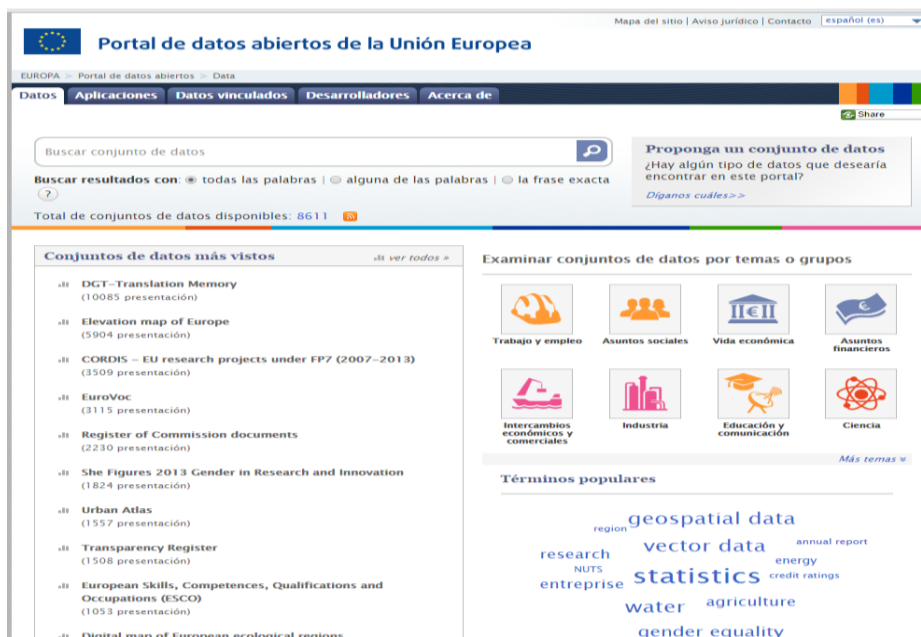 Mapa del sitio | Aviso jurídico | Contacto español (es)
Portal de datos abiertos de la Unión Europea
EUROPA > Portal de datos abiertos > Data
Datos Aplicaciones Datos vinculados Desarrolladores Acerca de
Share
Buscar conjunto de datos
Buscar resultados con: todas las palabras | alguna de las palabras | la frase exacta
?
Total de conjuntos de datos disponibles: 8611
Proponga un conjunto de datos
¿Hay algún tipo de datos que desearía
encontrar en este portal?
Díganos cuáles>>
Conjuntos de datos más vistos ver todos »
DGT-Translation Memory
(10085 presentación)
Elevation map of Europe
(5904 presentación)
CORDIS - EU research projects under FP7 (2007-2013)
(3509 presentación)
EuroVoc
(3115 presentación)
Register of Commission documents
(2230 presentación)
She Figures 2013 Gender in Research and Innovation
(1824 presentación)
Urban Atlas
(1557 presentación)
Transparency Register
(1508 presentación)
European Skills, Competences, Qualifications and
Occupations (ESCO)
(1053 presentación)
Digital map of European ecological regions
Examinar conjuntos de datos por temas o grupos
Trabajo y empleo
Asuntos sociales
Vida económica
Asuntos
financieros
Intercambios
económicos y
comerciales
Industria
Educación y
comunicación
Ciencia
Más temas
Términos populares
region geospatial data
research vector data annual report
NUTS energy
entreprise statistics credit ratings
water agriculture
gender equality